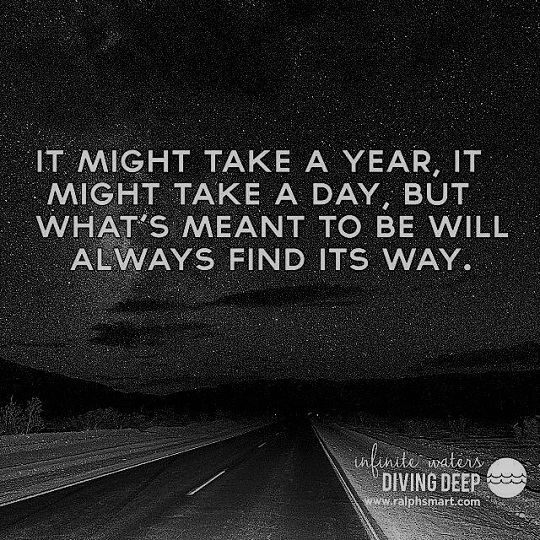 IT MIGHT TAKE A YEAR, IT
MIGHT TAKE A DAY, BUT
WHAT'S MEANT TO BE WILL
ALWAYS FIND ITS WAY.
infinite waters
DIVING DEEP
www.ralphsmart.com